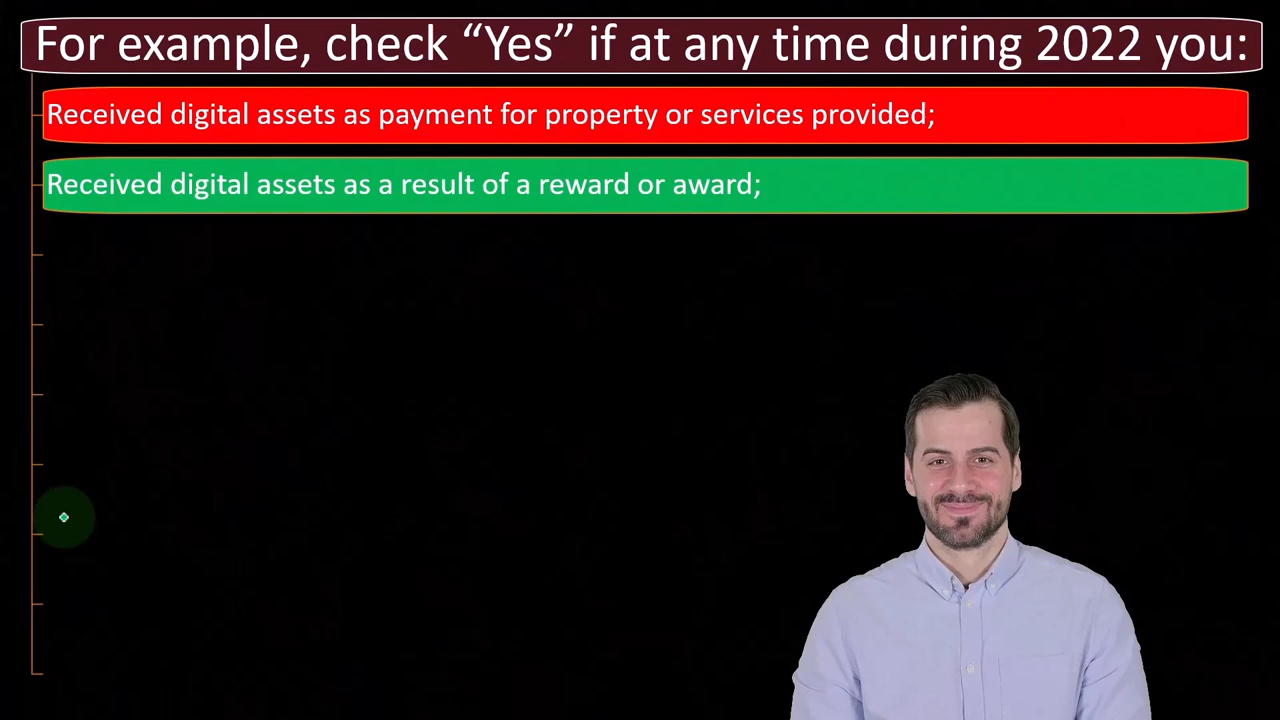 For example, check “Yes” if at any time during 2022 you:
Received digital assets as payment for property or services provided;
Received digital assets as a result of a reward or award;